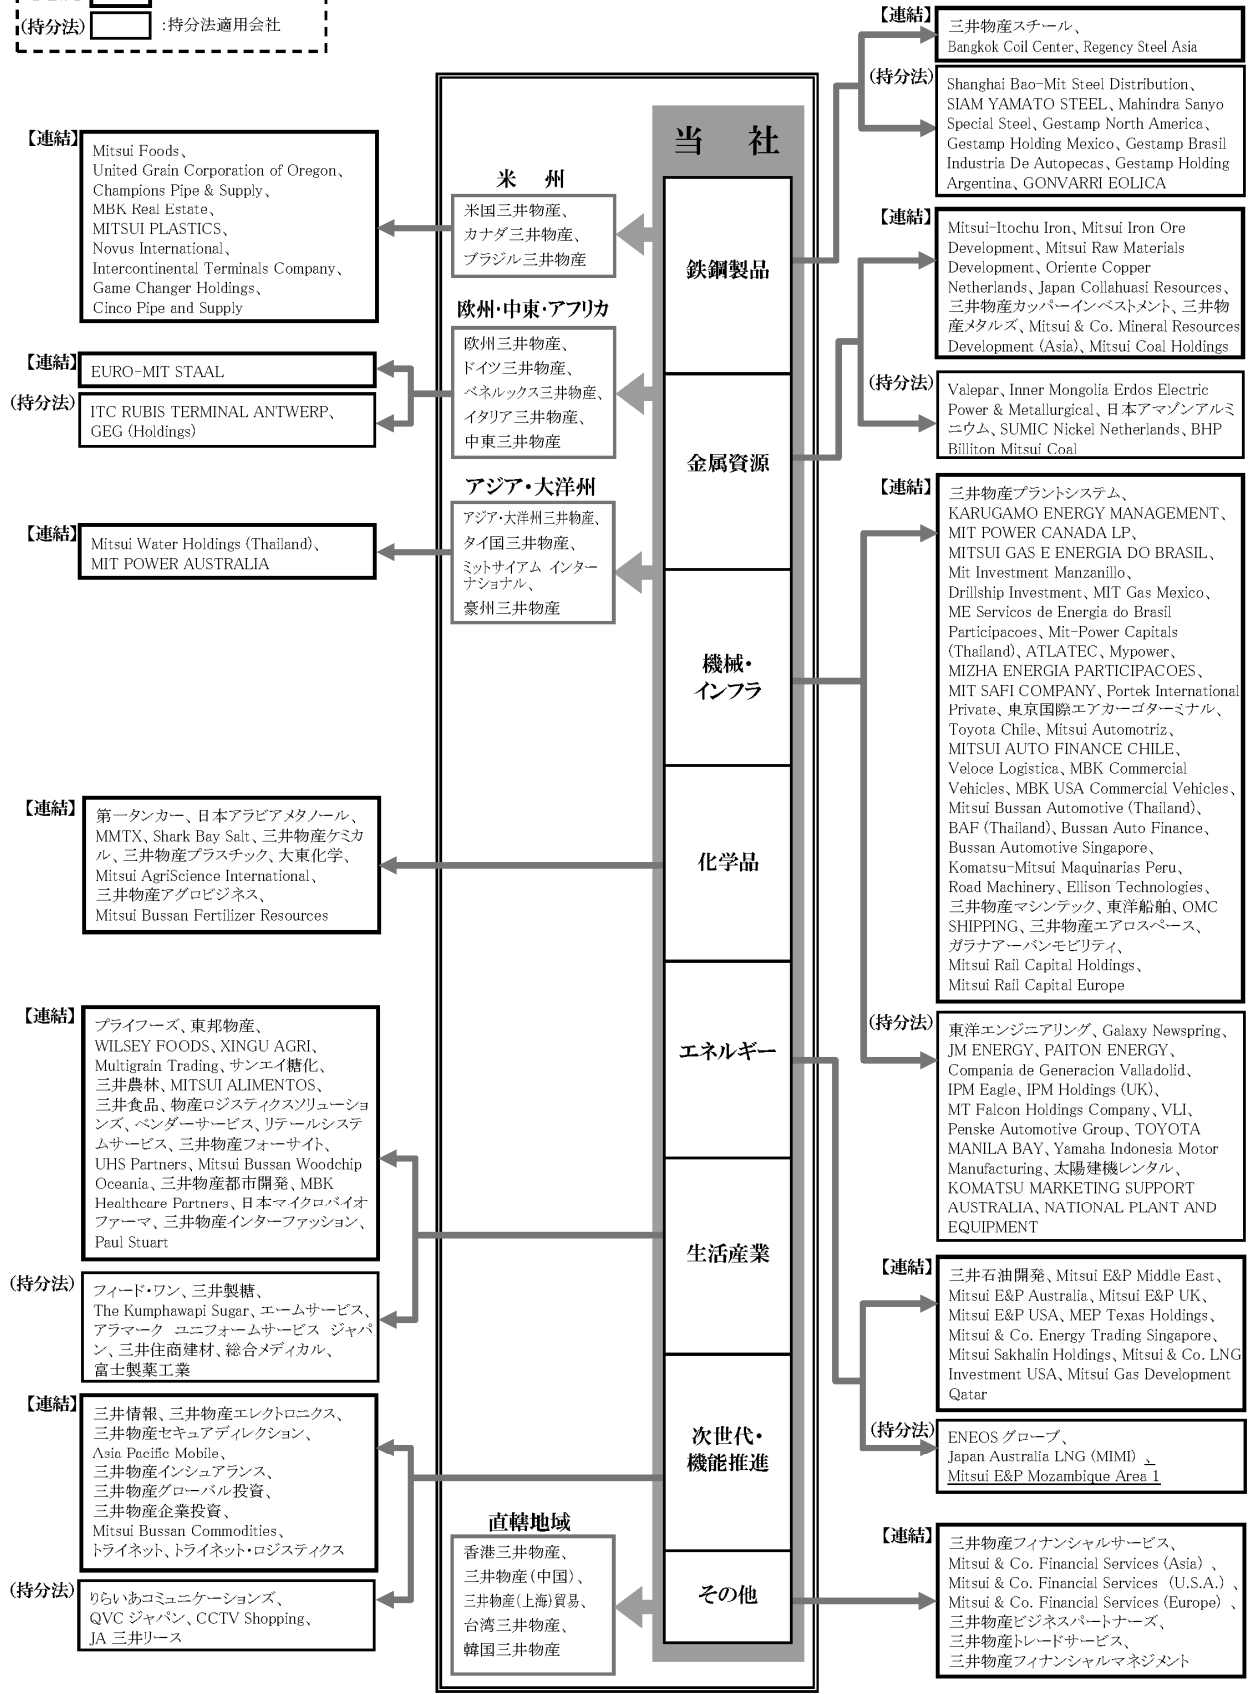 (持分法)
:持分法適用会社
当　社
鉄鋼製品
金属資源
機械・
インフラ
化学品
エネルギー
生活産業
次世代・
機能推進
その他
米　州
米国三井物産、
カナダ三井物産、
ブラジル三井物産
欧州・中東・アフリカ
欧州三井物産、
ドイツ三井物産、
ベネルックス三井物産、
イタリア三井物産、
中東三井物産
アジア・大洋州
アジア・大洋州三井物産、
タイ国三井物産、
ミットサイアム インター
ナショナル、
豪州三井物産
直轄地域
香港三井物産、
三井物産(中国)、
三井物産(上海)貿易、
台湾三井物産、
韓国三井物産
【連結】
Mitsui Foods、
United Grain Corporation of Oregon、
Champions Pipe & Supply、
MBK Real Estate、
MITSUI PLASTICS、
Novus International、
Intercontinental Terminals Company、
Game Changer Holdings、
Cinco Pipe and Supply
【連結】
EURO-MIT STAAL
(持分法)
ITC RUBIS TERMINAL ANTWERP、
GEG (Holdings)
【連結】
Mitsui Water Holdings (Thailand)、
MIT POWER AUSTRALIA
【連結】
第一タンカー、日本アラビアメタノール、
MMTX、Shark Bay Salt、三井物産ケミカ
ル、三井物産プラスチック、大東化学、
Mitsui AgriScience International、
三井物産アグロビジネス、
Mitsui Bussan Fertilizer Resources
【連結】
プライフーズ、東邦物産、
WILSEY FOODS、XINGU AGRI、
Multigrain Trading、サンエイ糖化、
三井農林、MITSUI ALIMENTOS、
三井食品、物産ロジスティクスソリューショ
ンズ、ベンダーサービス、リテールシステ
ムサービス、三井物産フォーサイト、
UHS Partners、Mitsui Bussan Woodchip
Oceania、三井物産都市開発、MBK
Healthcare Partners、日本マイクロバイオ
ファーマ、三井物産インターファッション、
Paul Stuart
(持分法)
フィード・ワン、三井製糖、
The Kumphawapi Sugar、エームサービス、
アラマーク ユニフォームサービス ジャパ
ン、三井住商建材、総合メディカル、
富士製薬工業
【連結】
三井情報、三井物産エレクトロニクス、
三井物産セキュアディレクション、
Asia Pacific Mobile、
三井物産インシュアランス、
三井物産グローバル投資、
三井物産企業投資、
Mitsui Bussan Commodities、
トライネット、トライネット・ロジスティクス
(持分法)
りらいあコミュニケーションズ、
QVC ジャパン、CCTV Shopping、
JA 三井リース
【連結】
三井物産スチール、
Bangkok Coil Center、Regency Steel Asia
(持分法)
Shanghai Bao-Mit Steel Distribution、
SIAM YAMATO STEEL、Mahindra Sanyo
Special Steel、Gestamp North America、
Gestamp Holding Mexico、Gestamp Brasil
Industria De Autopecas、Gestamp Holding
Argentina、GONVARRI EOLICA
【連結】
Mitsui-Itochu Iron、Mitsui Iron Ore
Development、Mitsui Raw Materials
Development、Oriente Copper
Netherlands、Japan Collahuasi Resources、
三井物産カッパーインベストメント、三井物
産メタルズ、Mitsui & Co. Mineral Resources
Development (Asia)、Mitsui Coal Holdings
(持分法)
Valepar、Inner Mongolia Erdos Electric
Power & Metallurgical、日本アマゾンアルミ
ニウム、SUMIC Nickel Netherlands、BHP
Billiton Mitsui Coal
【連結】
三井物産プラントシステム、
KARUGAMO ENERGY MANAGEMENT、
MIT POWER CANADA LP、
MITSUI GAS E ENERGIA DO BRASIL、
Mit Investment Manzanillo、
Drillship Investment、MIT Gas Mexico、
ME Servicos de Energia do Brasil
Participacoes、Mit-Power Capitals
(Thailand)、ATLATEC、Mypower、
MIZHA ENERGIA PARTICIPACOES、
MIT SAFI COMPANY、Portek International
Private、東京国際エアカーゴターミナル、
Toyota Chile、Mitsui Automotriz、
MITSUI AUTO FINANCE CHILE、
Veloce Logistica、MBK Commercial
Vehicles、MBK USA Commercial Vehicles、
Mitsui Bussan Automotive (Thailand)、
BAF (Thailand)、Bussan Auto Finance、
Bussan Automotive Singapore、
Komatsu-Mitsui Maquinarias Peru、
Road Machinery、Ellison Technologies、
三井物産マシンテック、東洋船舶、OMC
SHIPPING、三井物産エアロスペース、
ガラナアーバンモビリティ、
Mitsui Rail Capital Holdings、
Mitsui Rail Capital Europe
(持分法)
東洋エンジニアリング、Galaxy Newspring、
JM ENERGY、PAITON ENERGY、
Compania de Generacion Valladolid、
IPM Eagle、IPM Holdings (UK)、
MT Falcon Holdings Company、VLI、
Penske Automotive Group、TOYOTA
MANILA BAY、Yamaha Indonesia Motor
Manufacturing、太陽建機レンタル、
KOMATSU MARKETING SUPPORT
AUSTRALIA、NATIONAL PLANT AND
EQUIPMENT
【連結】
三井石油開発、Mitsui E&P Middle East、
Mitsui E&P Australia、Mitsui E&P UK、
Mitsui E&P USA、MEP Texas Holdings、
Mitsui & Co. Energy Trading Singapore、
Mitsui Sakhalin Holdings、Mitsui & Co. LNG
Investment USA、Mitsui Gas Development
Qatar
(持分法)
ENEOS グローブ、
Japan Australia LNG (MIMI) 、
Mitsui E&P Mozambique Area 1
【連結】
三井物産フィナンシャルサービス、
Mitsui & Co. Financial Services (Asia) 、
Mitsui & Co. Financial Services (U.S.A.) 、
Mitsui & Co. Financial Services (Europe) 、
三井物産ビジネスパートナーズ、
三井物産トレードサービス、
三井物産フィナンシャルマネジメント